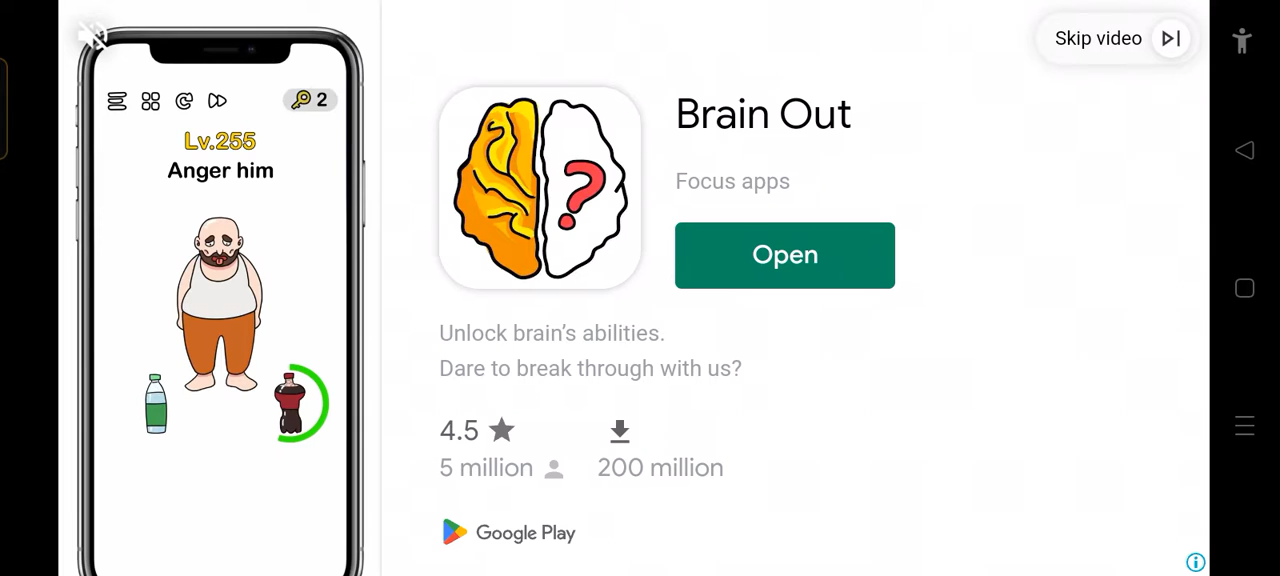 2
Lv.255
Anger him
Skip video
Brain Out
Focus apps
Open
Unlock brain's abilities.
Dare to break through with us?
4.5
5 million
200 million
Google Play